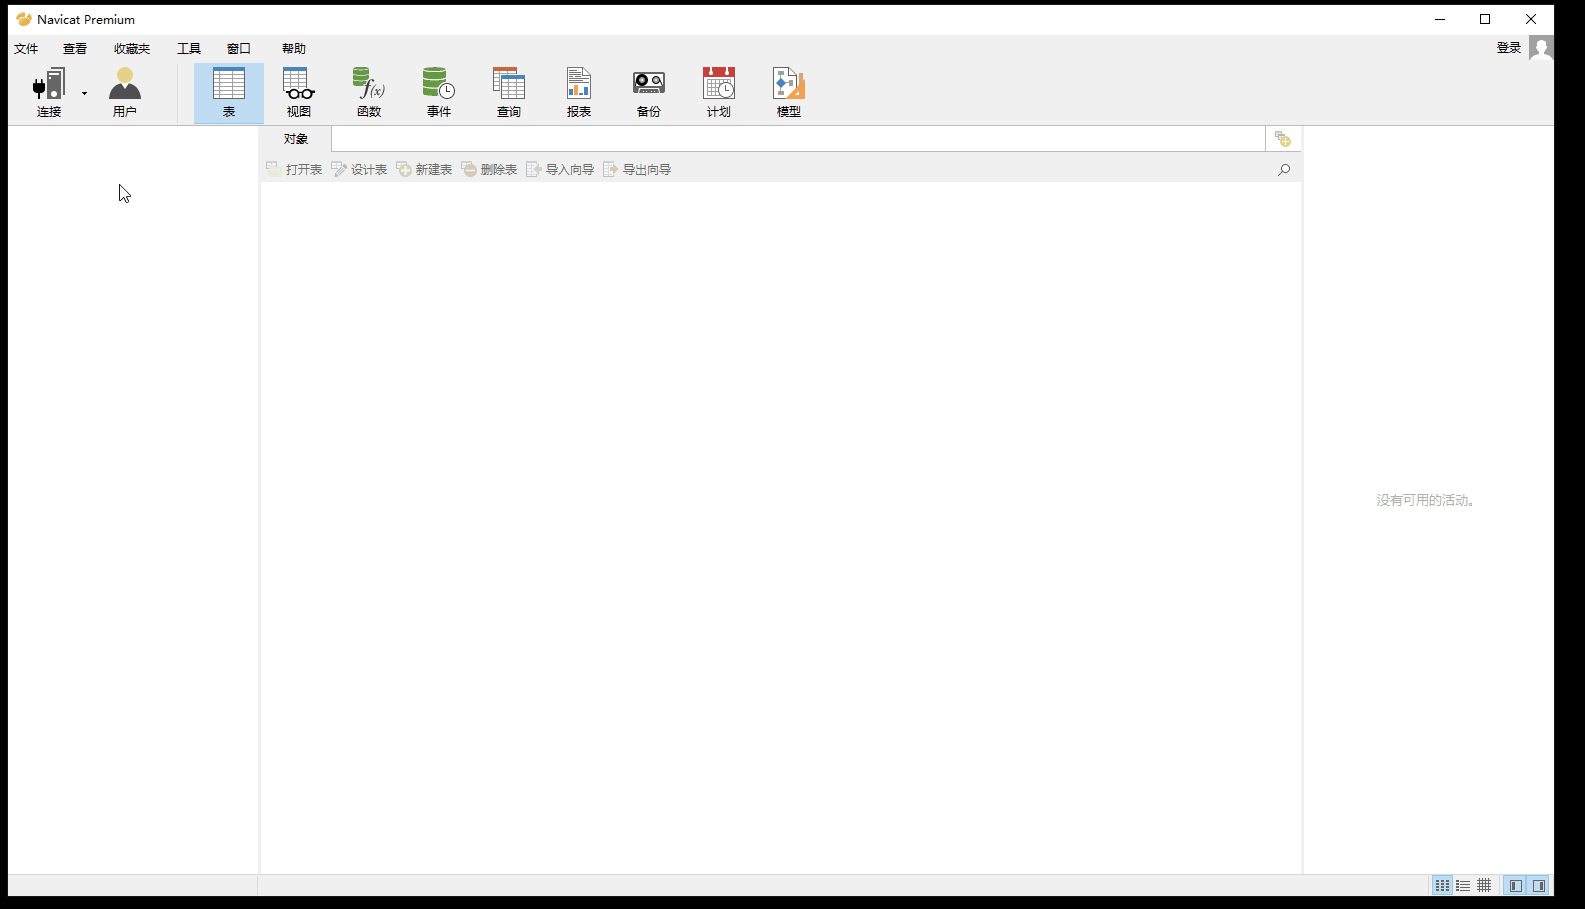 Navicat Premium
文件 查看 收藏夹 工具 窗口 帮助 登录
连接 用户 表 视图 函数 事件 查询 报表 备份 计划 模型
对象
打开表 设计表 新建表 删除表 导入向导 导出向导
没有可用的活动。